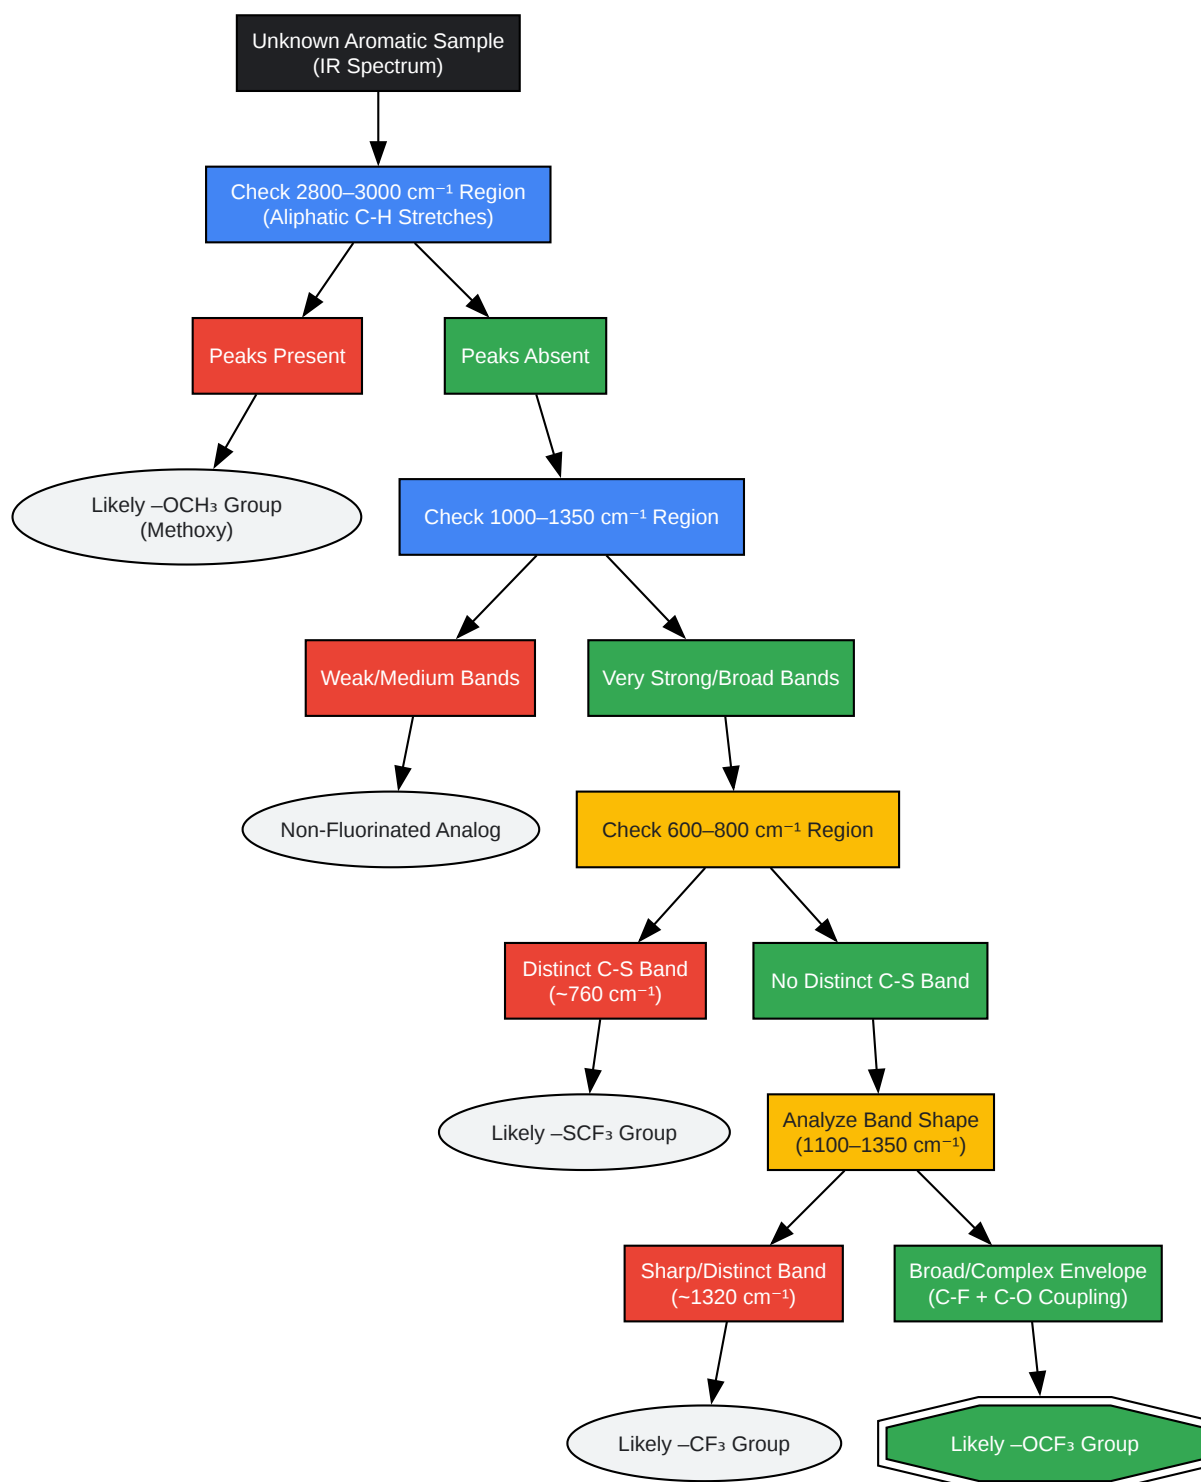 Unknown Aromatic Sample
(IR Spectrum)
Check 2800–3000 cm⁻¹ Region
(Aliphatic C-H Stretches)
Peaks Present
Peaks Absent
Likely –OCH₃ Group
(Methoxy)
Check 1000–1350 cm⁻¹ Region
Weak/Medium Bands
Very Strong/Broad Bands
Non-Fluorinated Analog
Check 600–800 cm⁻¹ Region
Distinct C-S Band
(~760 cm⁻¹)
No Distinct C-S Band
Likely –SCF₃ Group
Analyze Band Shape
(1100–1350 cm⁻¹)
Sharp/Distinct Band
(~1320 cm⁻¹)
Broad/Complex Envelope
(C-F + C-O Coupling)
Likely –CF₃ Group
Likely –OCF₃ Group